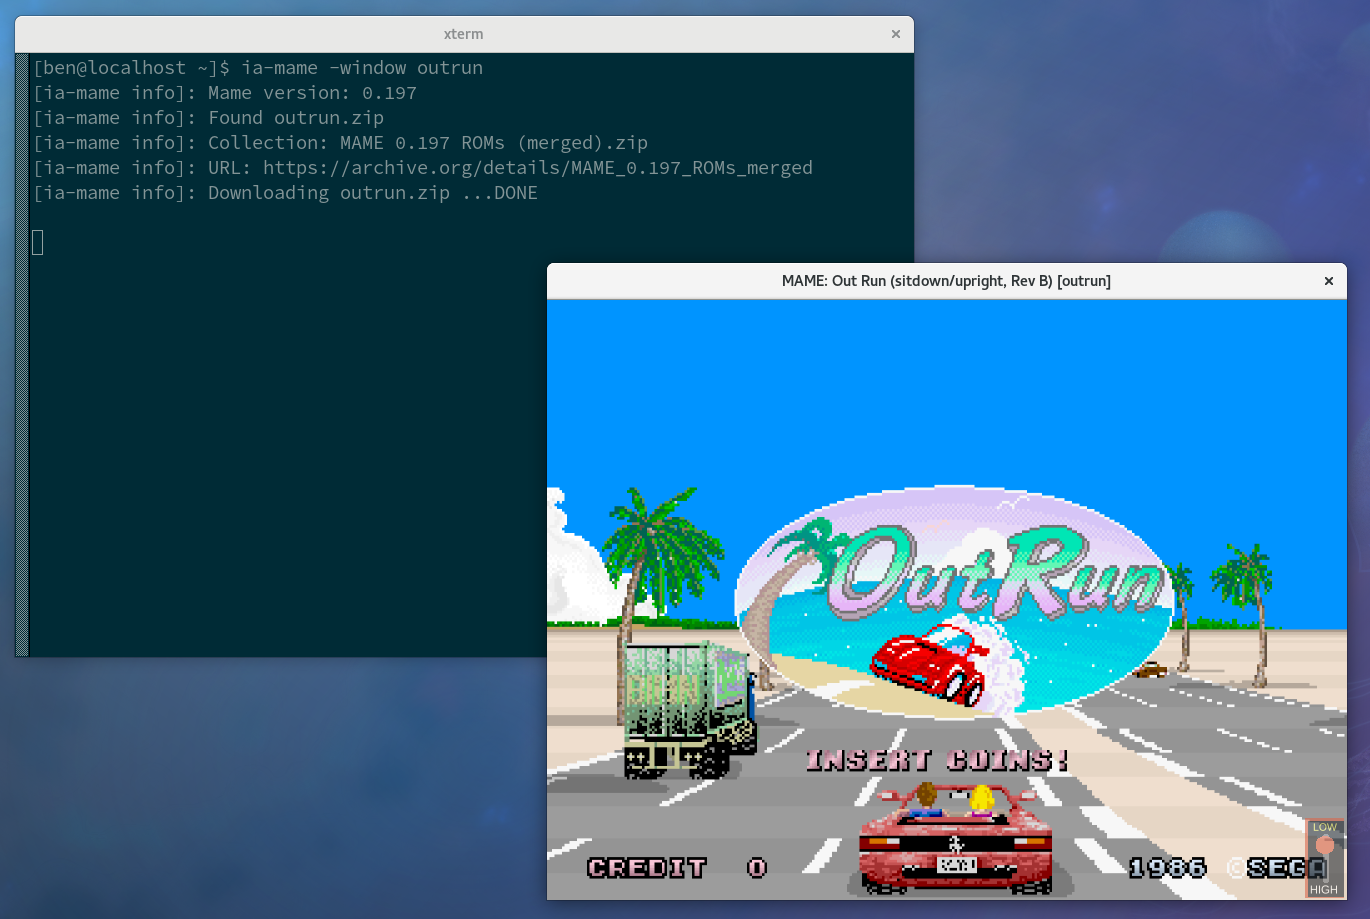 xterm
[ben@localhost ~]$ ia-mame -window outrun
[ia-mame info]: Mame version: 0.197
[ia-mame info]: Found outrun.zip
[ia-mame info]: Collection: MAME 0.197 ROMs (merged).zip
[ia-mame info]: URL: https://archive.org/details/MAME_0.197_ROMs_merged
[ia-mame info]: Downloading outrun.zip ...DONE
MAME: Out Run (sitdown/upright, Rev B) [outrun]
OutRun
INSERT COINS!
CREDIT 0
1986 ©SEGA
LOW
HIGH